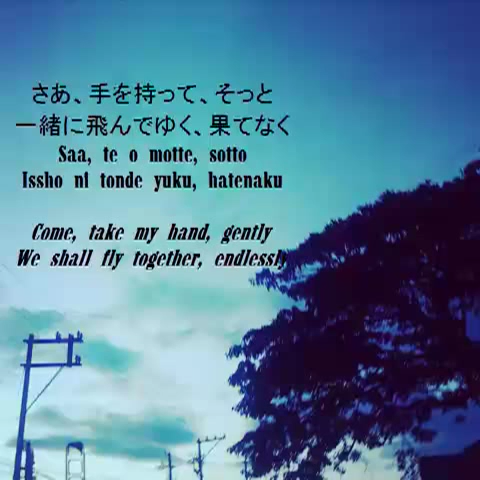 さあ、手を持って、そっと
一緒に飛んでゆく、果てなく
Saa, te o motte, sotto
Issho ni tonde yuku, hatenaku
Come, take my hand, gently
We shall fly together, endlessly